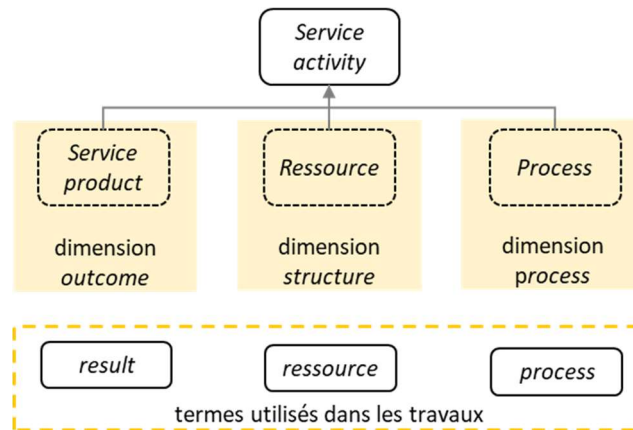 Service
activity
Service
product
Ressource
Process
dimension
outcome
dimension
structure
dimension
process
result
ressource
process
termes utilisés dans les travaux